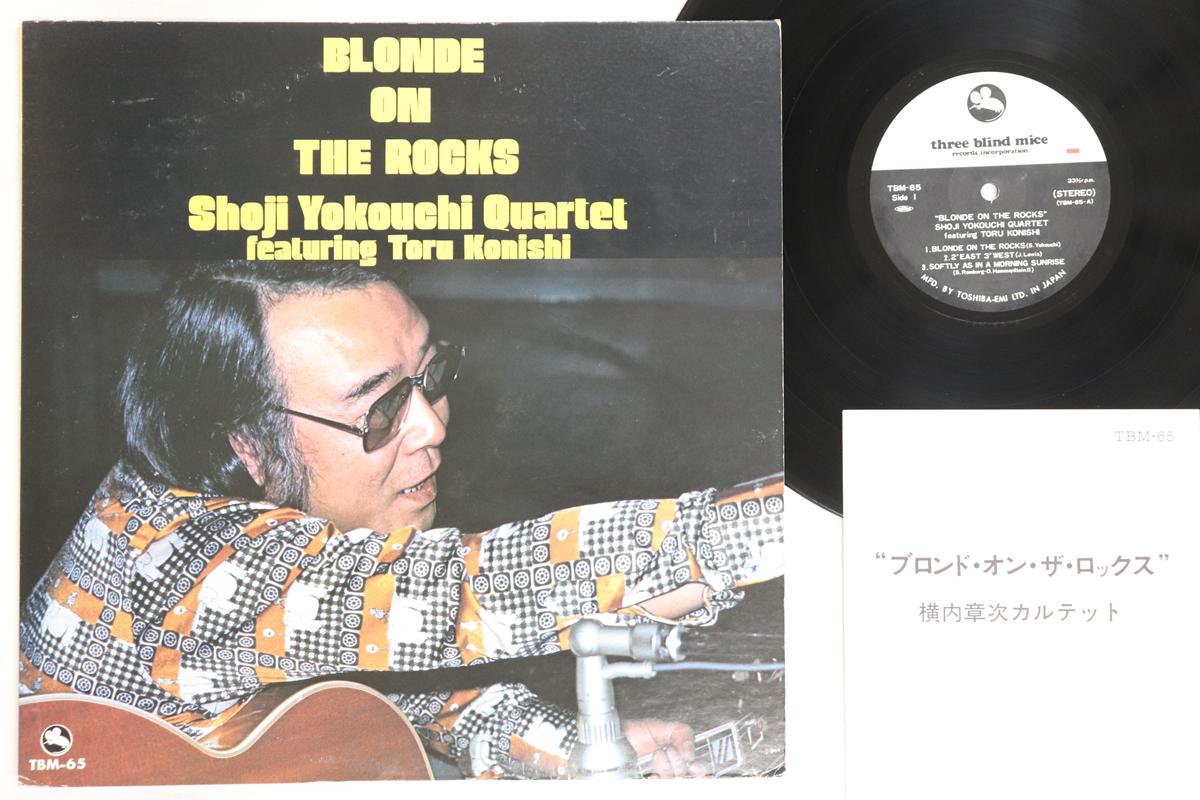 BLONDE
ON
THE ROCKS
Shoji Yokouchi Quartet
featuring Toru Konishi
TBM-65
three blind mice
records, incorporation
TBM-65
Side 1
33⅓r.p.m.
(STEREO)
(TBM-65-A)
"BLONDE ON THE ROCKS"
SHOJI YOKOUCHI QUARTET
featuring TORU KONISHI
1. BLONDE ON THE ROCKS (S. Yokouchi)
2. 2°EAST 3°WEST (J. Lewis)
3. SOFTLY AS IN A MORNING SUNRISE
(S. Romberg-O. HammerstainII)
MFD. BY TOSHIBA-EMI LTD. IN JAPAN
TBM-65
“ブロンド・オン・ザ・ロックス”
横内章次カルテット